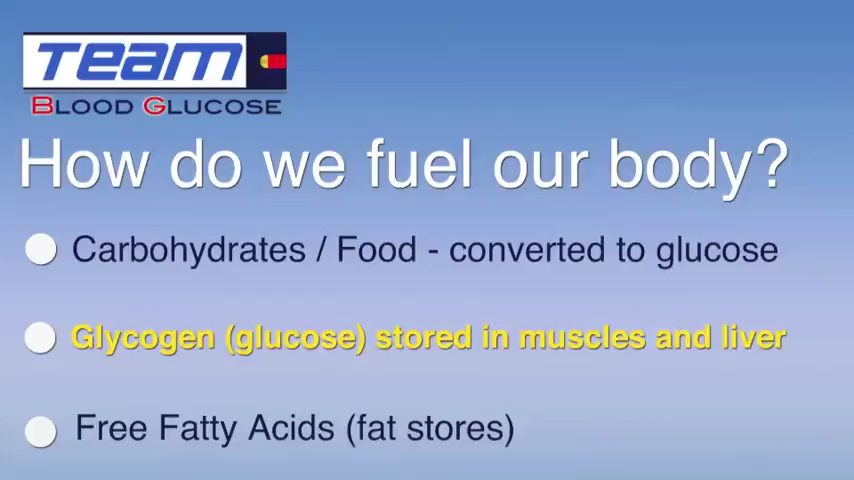 TEAM
BLOOD GLUCOSE
How do we fuel our body?
Carbohydrates / Food - converted to glucose
Glycogen (glucose) stored in muscles and liver
Free Fatty Acids (fat stores)